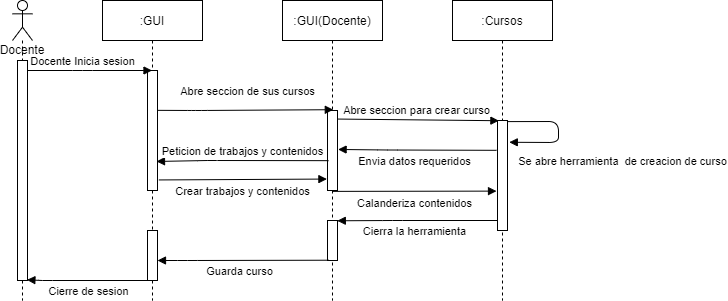 :GUI
:GUI(Docente)
:Cursos
Docente
Docente Inicia sesion
Abre seccion de sus cursos
Abre seccion para crear curso
Peticion de trabajos y contenidos
Envia datos requeridos
Se abre herramienta de creacion de curso
Crear trabajos y contenidos
Calanderiza contenidos
Cierra la herramienta
Guarda curso
Cierre de sesion